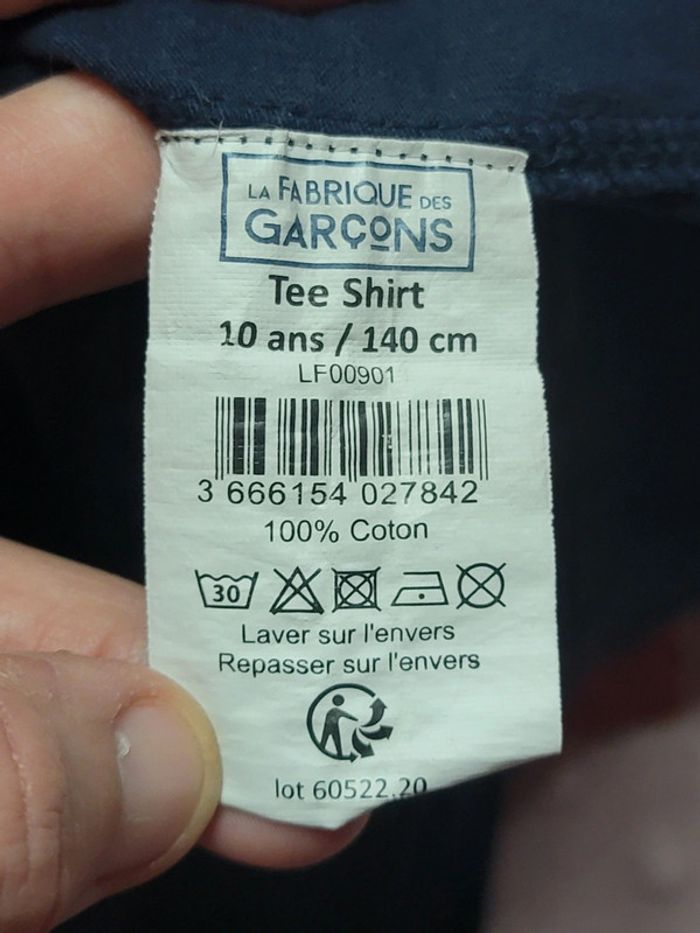 LA FABRIQUE DES
GARÇONS
Tee Shirt
10 ans / 140 cm
LF00901
3 666154 027842
100% Coton
30
Laver sur l'envers
Repasser sur l'envers
lot 60522.20